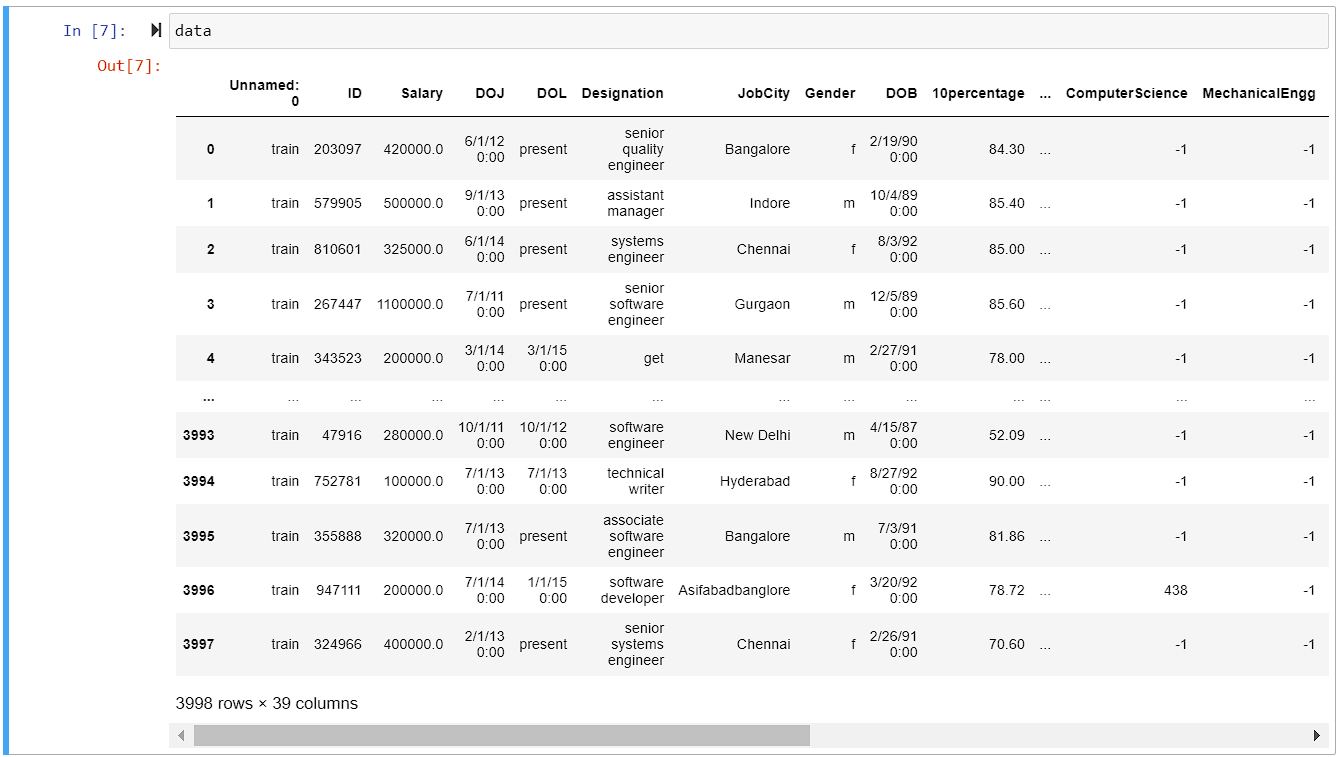 In [7]: data
Out[7]:
Unnamed: 0 ID Salary DOJ DOL Designation JobCity Gender DOB 10percentage ... ComputerScience MechanicalEngg
0 train 203097 420000.0 6/1/12 0:00 present senior quality engineer Bangalore f 2/19/90 0:00 84.30 ... -1 -1
1 train 579905 500000.0 9/1/13 0:00 present assistant manager Indore m 10/4/89 0:00 85.40 ... -1 -1
2 train 810601 325000.0 6/1/14 0:00 present systems engineer Chennai f 8/3/92 0:00 85.00 ... -1 -1
3 train 267447 1100000.0 7/1/11 0:00 present senior software engineer Gurgaon m 12/5/89 0:00 85.60 ... -1 -1
4 train 343523 200000.0 3/1/14 0:00 3/1/15 0:00 get Manesar m 2/27/91 0:00 78.00 ... -1 -1
... ... ... ... ... ... ... ... ... ... ... ... ... ...
3993 train 47916 280000.0 10/1/11 0:00 10/1/12 0:00 software engineer New Delhi m 4/15/87 0:00 52.09 ... -1 -1
3994 train 752781 100000.0 7/1/13 0:00 7/1/13 0:00 technical writer Hyderabad f 8/27/92 0:00 90.00 ... -1 -1
3995 train 355888 320000.0 7/1/13 0:00 present associate software engineer Bangalore m 7/3/91 0:00 81.86 ... -1 -1
3996 train 947111 200000.0 7/1/14 0:00 1/1/15 0:00 software developer Asifabadbanglore f 3/20/92 0:00 78.72 ... 438 -1
3997 train 324966 400000.0 2/1/13 0:00 present senior systems engineer Chennai f 2/26/91 0:00 70.60 ... -1 -1
3998 rows × 39 columns